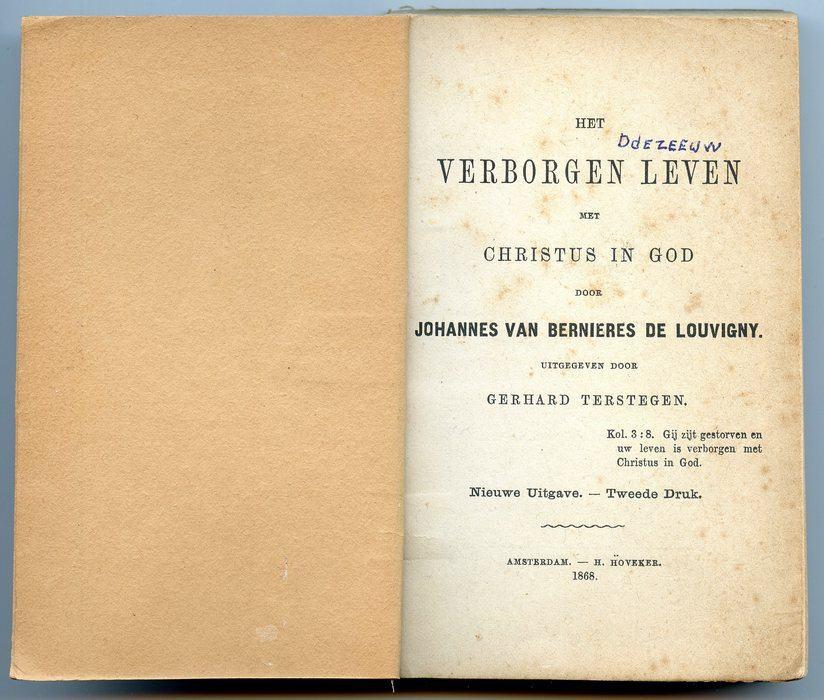 HET
DdEZEEUW
VERBORGEN LEVEN
MET
CHRISTUS IN GOD
DOOR
JOHANNES VAN BERNIERES DE LOUVIGNY.
UITGEGEVEN DOOR
GERHARD TERSTEGEN.
Kol. 3 : 8. Gij zijt gestorven en
uw leven is verborgen met
Christus in God.
Nieuwe Uitgave. — Tweede Druk.
AMSTERDAM. — H. HÖVEKER.
1868.